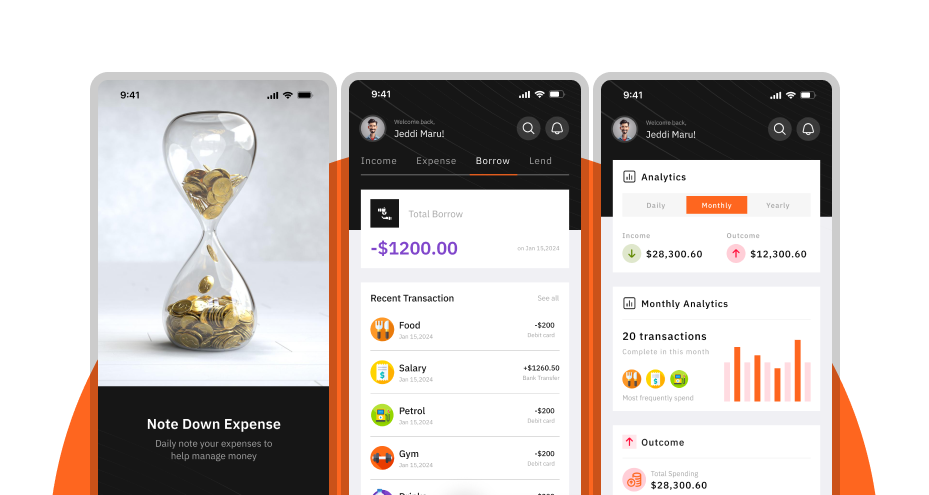 9:41
Note Down Expense
Daily note your expenses to
help manage money
9:41
Welcome back,
Jeddi Maru!
Income Expense Borrow Lend
Total Borrow
-$1200.00 on Jan 15,2024
Recent Transaction See all
Food -$200
Jan 15,2024 Debit card
Salary +$1260.50
Jan 15,2024 Bank Transfer
Petrol -$200
Jan 15,2024 Debit card
Gym -$200
Jan 15,2024 Debit card
9:41
Welcome back,
Jeddi Maru!
Analytics
Daily Monthly Yearly
Income Outcome
$28,300.60 $12,300.60
Monthly Analytics
20 transactions
Complete in this month
Most frequently spend
Outcome
Total Spending
$28,300.60